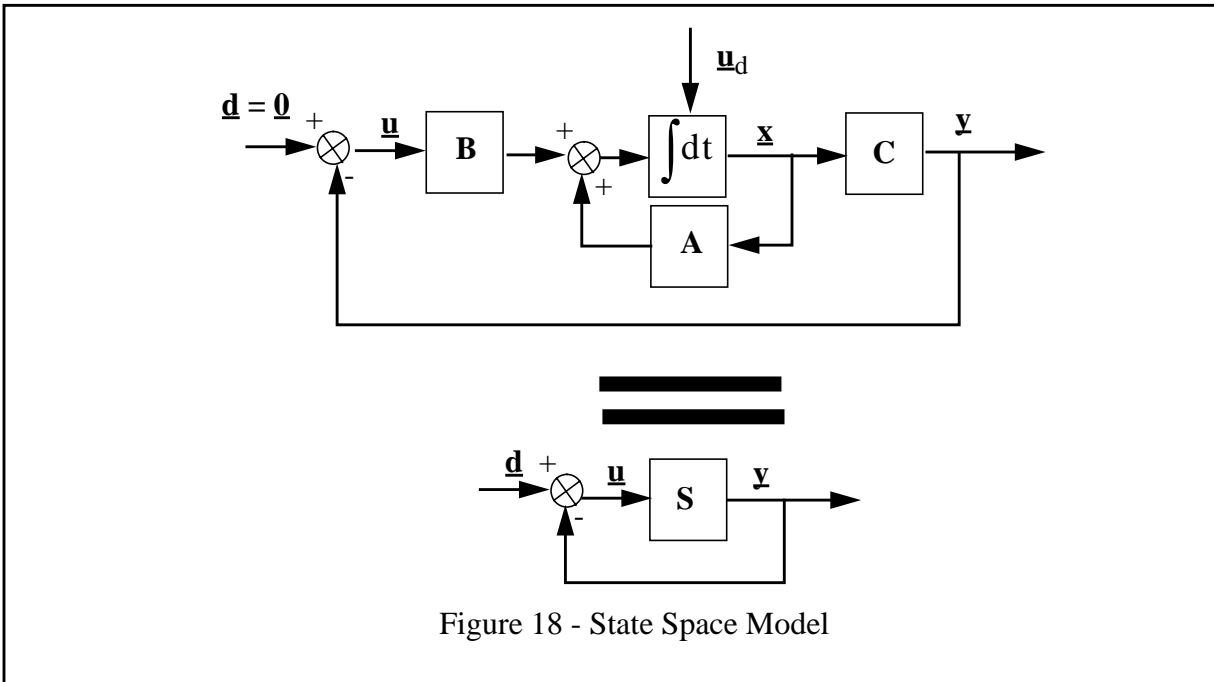 u_d
d = 0
+
u
-
B
+
+
∫dt
x
A
C
y
d
+
u
-
S
y
Figure 18 - State Space Model